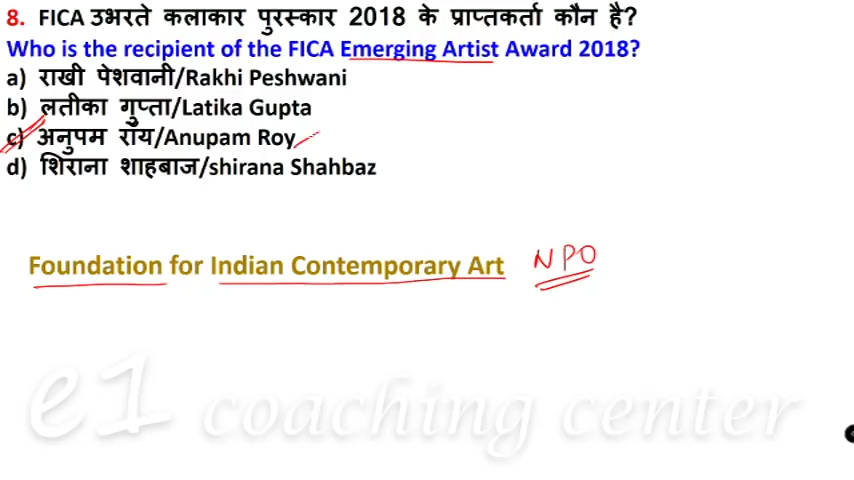 8. FICA उभरते कलाकार पुरस्कार 2018 के प्राप्तकर्ता कौन है?
Who is the recipient of the FICA Emerging Artist Award 2018?
a) राखी पेशवानी/Rakhi Peshwani
b) लतीका गुप्ता/Latika Gupta
c) अनुपम रॉय/Anupam Roy
d) शिराना शाहबाज/shirana Shahbaz
Foundation for Indian Contemporary Art NPO
e1 coaching center